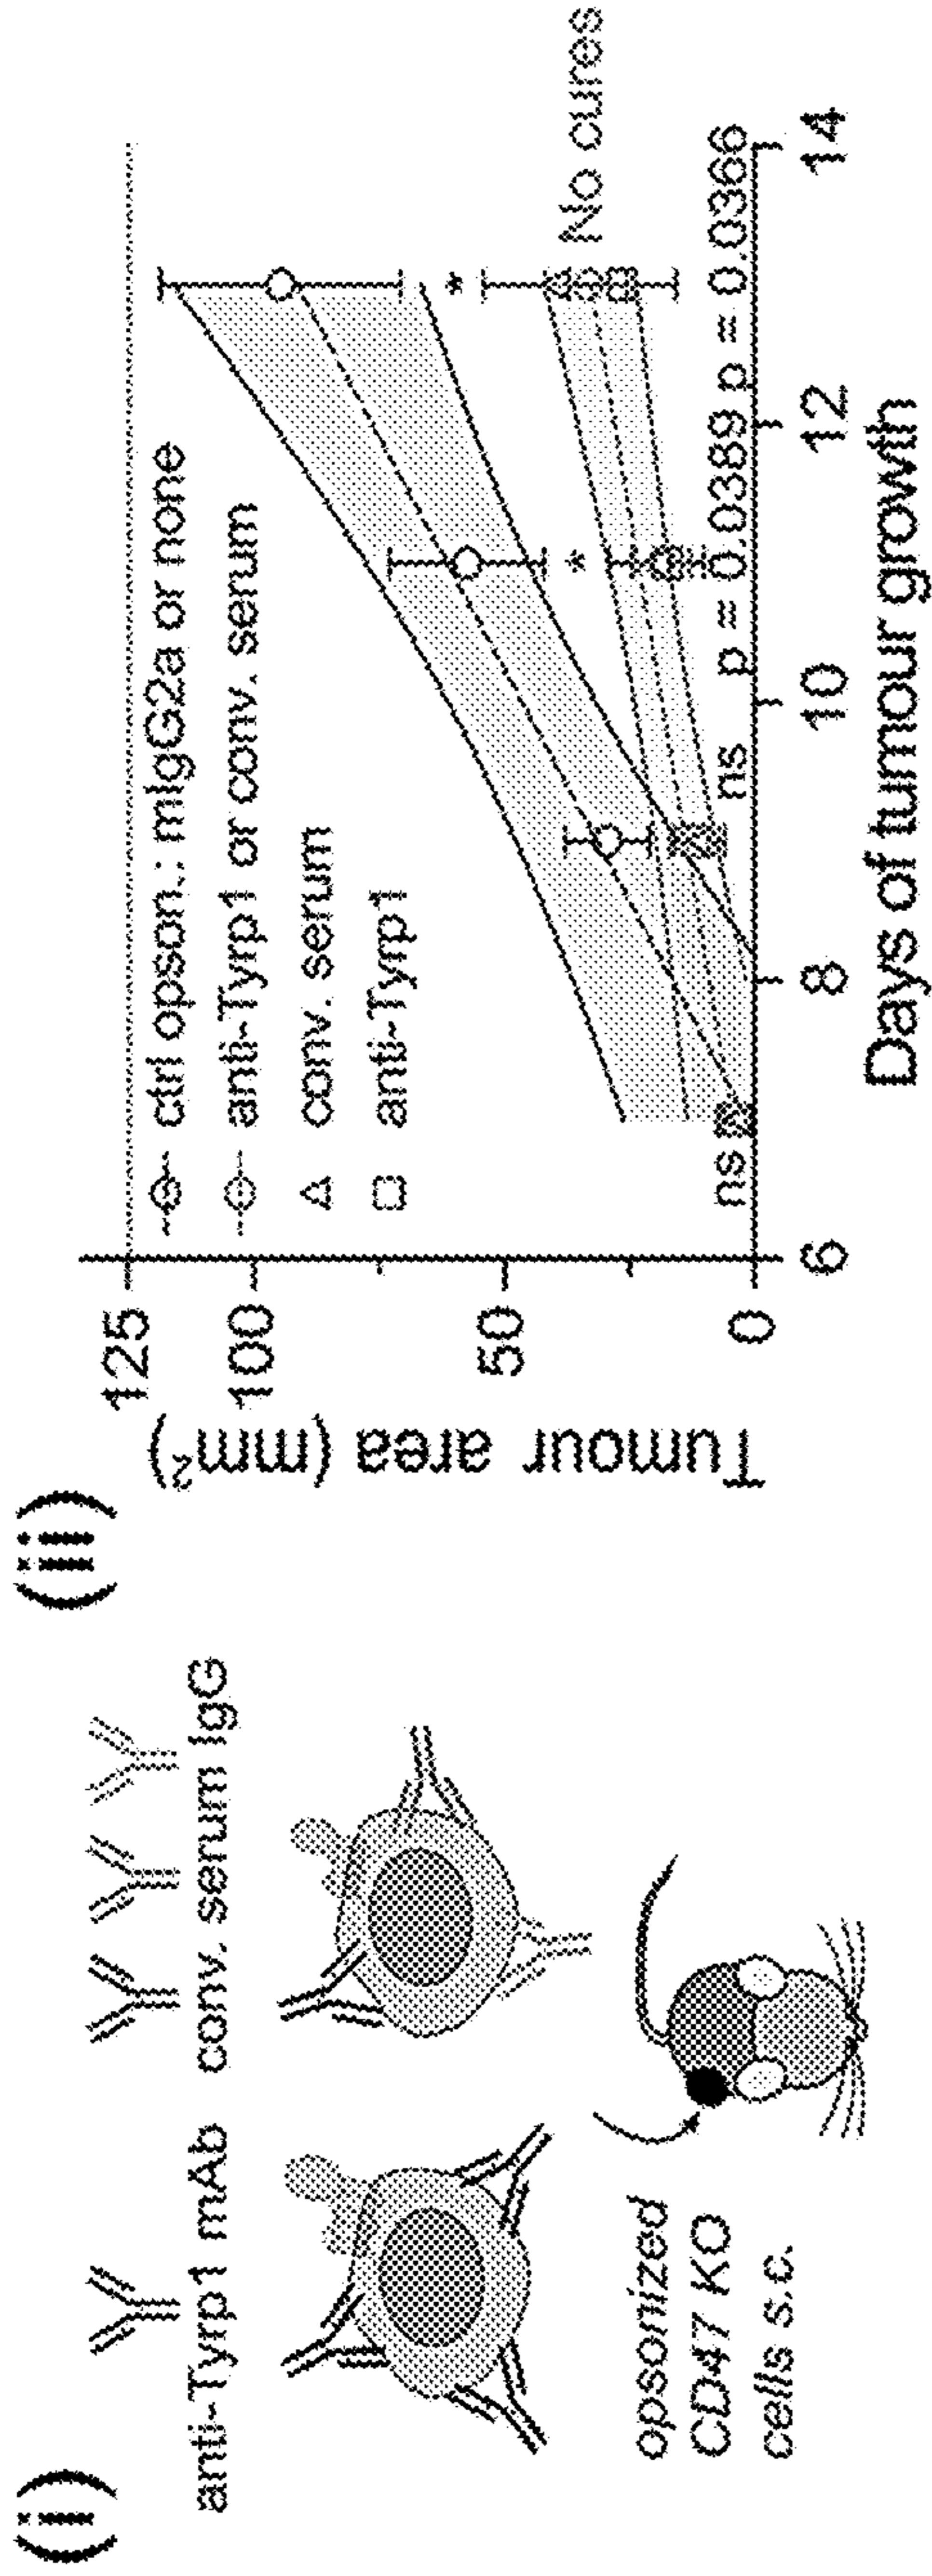 (i)
anti-Tyrp1 mAb conv. serum IgG
opsonized
CD47 KO
cells s.c.
(ii)
Tumour area (mm²)
125
100
50
0
ctrl opson.: mIgG2a or none
anti-Tyrp1 or conv. serum
conv. serum
anti-Tyrp1
*
*
No cures
ns
ns
p = 0.0389
p = 0.0366
6
8
10
12
14
Days of tumour growth